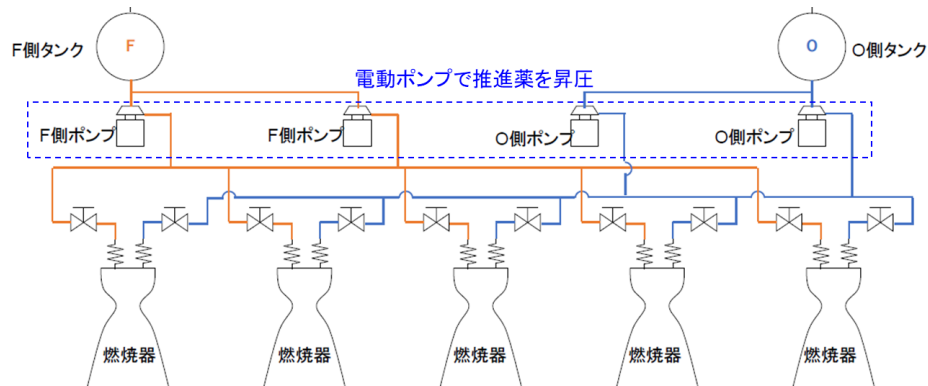 F側タンク
F
O
O側タンク
電動ポンプで推進薬を昇圧
F側ポンプ
F側ポンプ
O側ポンプ
O側ポンプ
燃焼器
燃焼器
燃焼器
燃焼器
燃焼器